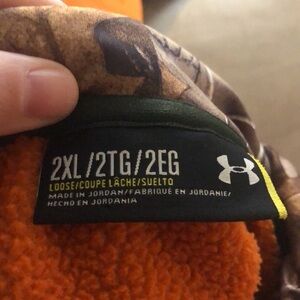 2XL/2TG/2EG
LOOSE/COUPE LÂCHE/SUELTO
MADE IN JORDAN/FABRIQUÉ EN JORDANIE/
HECHO EN JORDANIA